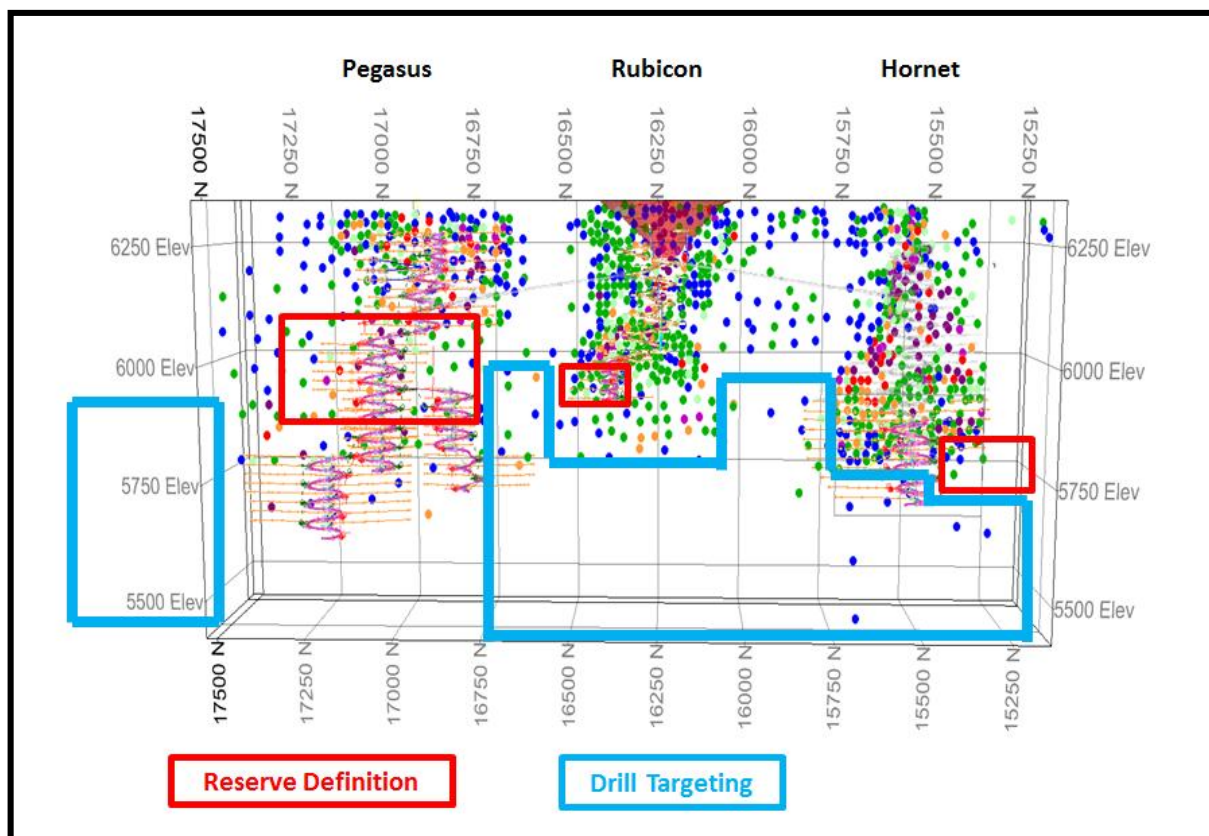 Pegasus Rubicon Hornet
17500 N 17250 N 17000 N 16750 N 16500 N 16250 N 16000 N 15750 N 15500 N 15250 N
6250 Elev 6250 Elev
6000 Elev 6000 Elev
5750 Elev 5750 Elev
5500 Elev 5500 Elev
17500 N 17250 N 17000 N 16750 N 16500 N 16250 N 16000 N 15750 N 15500 N 15250 N
Reserve Definition Drill Targeting